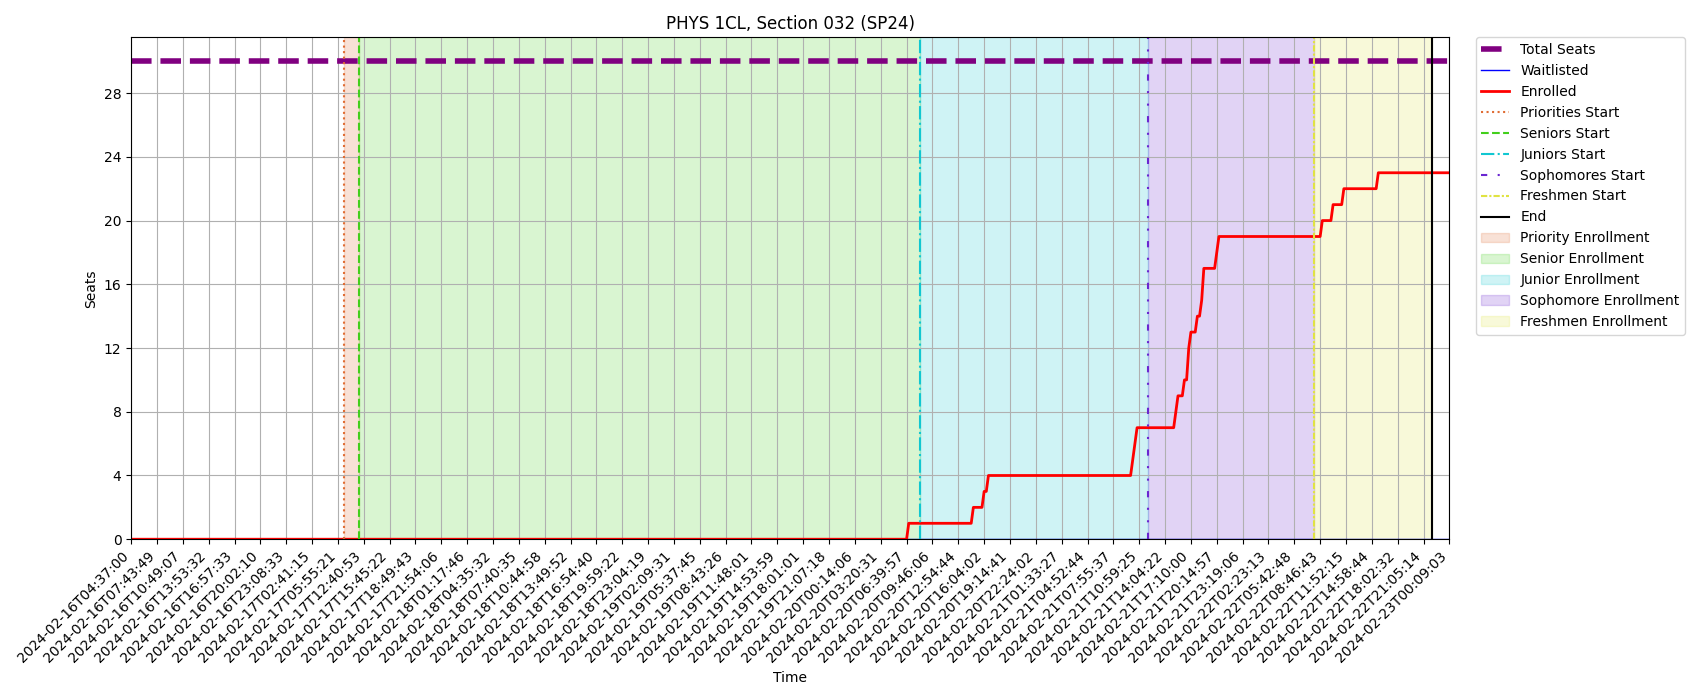 PHYS 1CL, Section 032 (SP24)
Seats
28
24
20
16
12
8
4
0
2024-02-16T04:37:00
2024-02-16T07:43:49
2024-02-16T10:49:07
2024-02-16T13:53:32
2024-02-16T16:57:33
2024-02-16T20:02:10
2024-02-16T23:08:33
2024-02-17T02:41:15
2024-02-17T05:55:21
2024-02-17T12:40:53
2024-02-17T15:45:22
2024-02-17T18:49:43
2024-02-17T21:54:06
2024-02-18T01:17:46
2024-02-18T04:35:32
2024-02-18T07:40:35
2024-02-18T10:44:58
2024-02-18T13:49:52
2024-02-18T16:54:40
2024-02-18T19:59:22
2024-02-18T23:04:19
2024-02-19T02:09:31
2024-02-19T05:37:45
2024-02-19T08:43:26
2024-02-19T11:48:01
2024-02-19T14:53:59
2024-02-19T18:01:01
2024-02-19T21:07:18
2024-02-20T00:14:06
2024-02-20T03:20:31
2024-02-20T06:39:57
2024-02-20T09:46:06
2024-02-20T12:54:44
2024-02-20T16:04:02
2024-02-20T19:14:41
2024-02-20T22:24:02
2024-02-21T01:33:27
2024-02-21T04:52:44
2024-02-21T07:55:37
2024-02-21T10:59:25
2024-02-21T14:04:22
2024-02-21T17:10:00
2024-02-21T20:14:57
2024-02-21T23:19:06
2024-02-22T02:23:13
2024-02-22T05:42:48
2024-02-22T08:46:43
2024-02-22T11:52:15
2024-02-22T14:58:44
2024-02-22T18:02:32
2024-02-22T21:05:14
2024-02-23T00:09:03
Time
Total Seats
Waitlisted
Enrolled
Priorities Start
Seniors Start
Juniors Start
Sophomores Start
Freshmen Start
End
Priority Enrollment
Senior Enrollment
Junior Enrollment
Sophomore Enrollment
Freshmen Enrollment